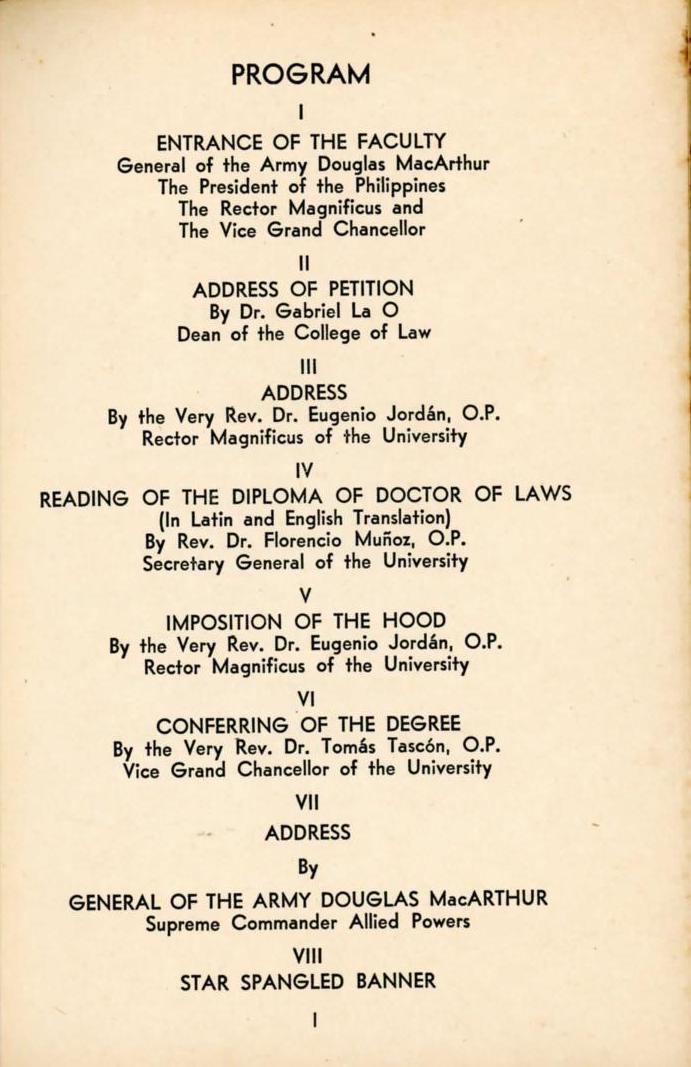 PROGRAM
I
ENTRANCE OF THE FACULTY
General of the Army Douglas MacArthur
The President of the Philippines
The Rector Magnificus and
The Vice Grand Chancellor
II
ADDRESS OF PETITION
By Dr. Gabriel La O
Dean of the College of Law
III
ADDRESS
By the Very Rev. Dr. Eugenio Jordán, O.P.
Rector Magnificus of the University
IV
READING OF THE DIPLOMA OF DOCTOR OF LAWS
(In Latin and English Translation)
By Rev. Dr. Florencio Muñoz, O.P.
Secretary General of the University
V
IMPOSITION OF THE HOOD
By the Very Rev. Dr. Eugenio Jordán, O.P.
Rector Magnificus of the University
VI
CONFERRING OF THE DEGREE
By the Very Rev. Dr. Tomás Tascón, O.P.
Vice Grand Chancellor of the University
VII
ADDRESS
By
GENERAL OF THE ARMY DOUGLAS MacARTHUR
Supreme Commander Allied Powers
VIII
STAR SPANGLED BANNER
I